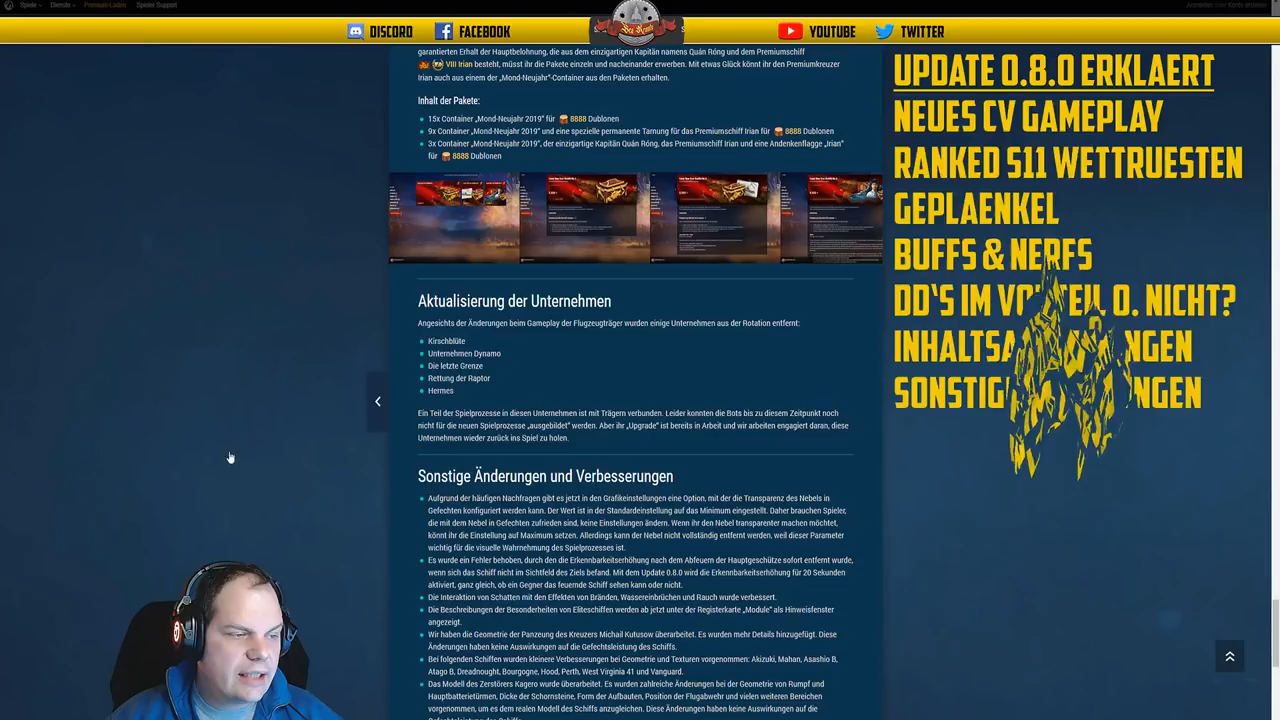 Spiele
Dienste
Premium-Laden
Spieler Support
DISCORD
FACEBOOK
YOUTUBE
TWITTER
garantierten Erhalt der Hauptbelohnung, die aus dem einzigartigen Kapitän namens Quán Róng und dem Premiumschiff
VIII Irian besteht, müsst ihr die Pakete einzeln und nacheinander erwerben. Mit etwas Glück könnt ihr den Premiumkreuzer
Irian auch aus einem der „Mond-Neujahr“-Container aus den Paketen erhalten.
Inhalt der Pakete:
15x Container „Mond-Neujahr 2019“ für 8888 Dublonen
9x Container „Mond-Neujahr 2019“ und eine spezielle permanente Tarnung für das Premiumschiff Irian für 8888 Dublonen
3x Container „Mond-Neujahr 2019“, der einzigartige Kapitän Quán Róng, das Premiumschiff Irian und eine Andenkenflagge „Irian“
für 8888 Dublonen
Aktualisierung der Unternehmen
Angesichts der Änderungen beim Gameplay der Flugzeugträger wurden einige Unternehmen aus der Rotation entfernt:
Kirschblüte
Unternehmen Dynamo
Die letzte Grenze
Rettung der Raptor
Hermes
Ein Teil der Spielprozesse in diesen Unternehmen ist mit Trägern verbunden. Leider konnten die Bots bis zu diesem Zeitpunkt noch
nicht für die neuen Spielprozesse „ausgebildet“ werden. Aber ihr „Upgrade“ ist bereits in Arbeit und wir arbeiten engagiert daran, diese
Unternehmen wieder zurück ins Spiel zu holen.
Sonstige Änderungen und Verbesserungen
Aufgrund der häufigen Nachfragen gibt es jetzt in den Grafikeinstellungen eine Option, mit der die Transparenz des Nebels in
Gefechten konfiguriert werden kann. Der Wert ist in der Standardeinstellung auf das Minimum eingestellt. Daher brauchen Spieler,
die mit dem Nebel in Gefechten zufrieden sind, keine Einstellungen ändern. Wenn ihr den Nebel transparenter machen möchtet,
könnt ihr die Einstellung auf Maximum setzen. Allerdings kann der Nebel nicht vollständig entfernt werden, weil dieser Parameter
wichtig für die visuelle Wahrnehmung des Spielprozesses ist.
Es wurde ein Fehler behoben, durch den die Erkennbarkeitserhöhung nach dem Abfeuern der Hauptgeschütze sofort entfernt wurde,
wenn sich das Schiff nicht im Sichtfeld des Ziels befand. Mit dem Update 0.8.0 wird die Erkennbarkeitserhöhung für 20 Sekunden
aktiviert, ganz gleich, ob ein Gegner das feuernde Schiff sehen kann oder nicht.
Die Interaktion von Schatten mit den Effekten von Bränden, Wassereinbrüchen und Rauch wurde verbessert.
Die Beschreibungen der Besonderheiten von Eliteschiffen werden ab jetzt unter der Registerkarte „Module“ als Hinweisfenster
angezeigt.
Wir haben die Geometrie der Panzeung des Kreuzers Michail Kutusow überarbeitet. Es wurden mehr Details hinzugefügt. Diese
Änderungen haben keine Auswirkungen auf die Gefechtsleistung des Schiffs.
Bei folgenden Schiffen wurden kleinere Verbesserungen bei Geometrie und Texturen vorgenommen: Akizuki, Mahan, Asashio B,
Atago B, Dreadnought, Bourgogne, Hood, Perth, West Virginia 41 und Vanguard.
Das Modell des Zerstörers Kagero wurde überarbeitet. Es wurden zahlreiche Änderungen bei der Geometrie von Rumpf und
Hauptbatterietürmen, Dicke der Schornsteine, Form der Aufbauten, Position der Flugabwehr und vielen weiteren Bereichen
vorgenommen, um es dem realen Modell des Schiffs anzugleichen. Diese Änderungen haben keine Auswirkungen auf die
UPDATE 0.8.0 ERKLAERT
NEUES CV GAMEPLAY
RANKED S11 WETTRUESTEN
GEPLAENKEL
BUFFS & NERFS
DD'S IM O. NICHT?